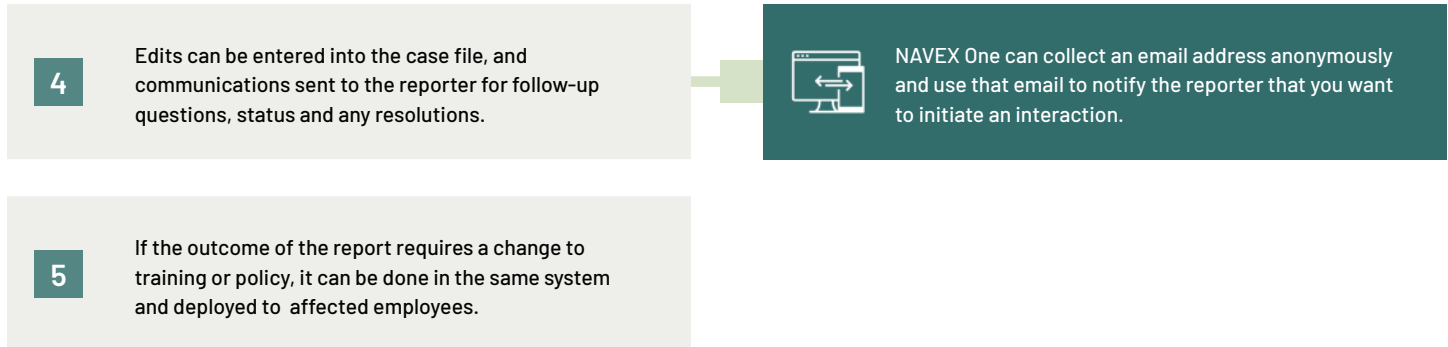 4
Edits can be entered into the case file, and
communications sent to the reporter for follow-up
questions, status and any resolutions.
NAVEX One can collect an email address anonymously
and use that email to notify the reporter that you want
to initiate an interaction.
5
If the outcome of the report requires a change to
training or policy, it can be done in the same system
and deployed to  affected employees.